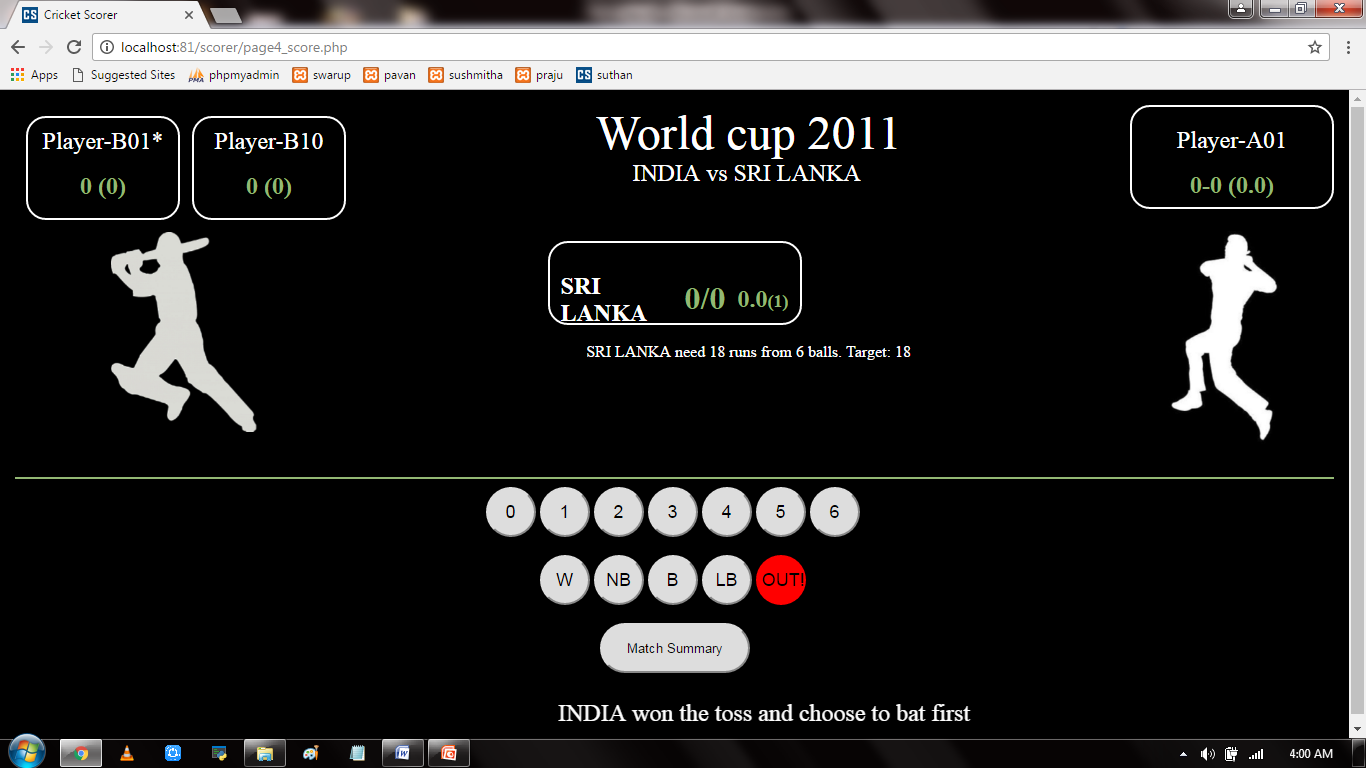 CS Cricket Scorer
localhost:81/scorer/page4_score.php
Apps Suggested Sites PMA phpmyadmin swarup pavan sushmitha praju CS suthan
Player-B01* Player-B10 World cup 2011 Player-A01
INDIA vs SRI LANKA
0 (0) 0 (0) 0-0 (0.0)
SRI
LANKA 0/0 0.0(1)
SRI LANKA need 18 runs from 6 balls. Target: 18
0 1 2 3 4 5 6
W NB B LB OUT!
Match Summary
INDIA won the toss and choose to bat first
4:00 AM